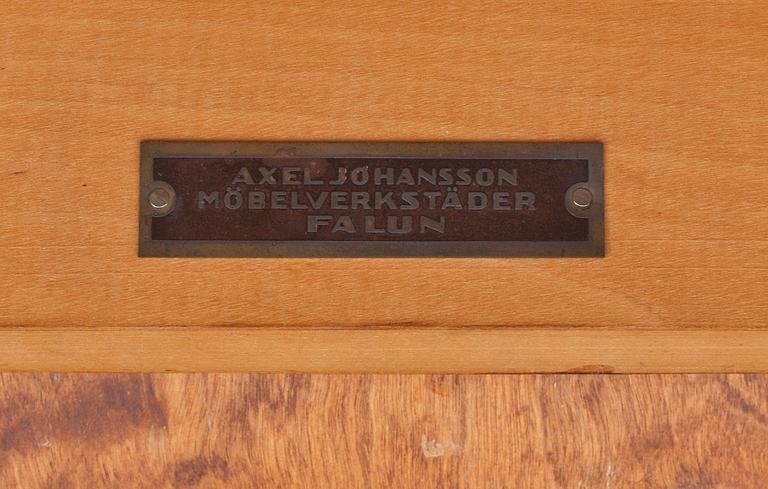 AXEL JOHANSSON
MÖBELVERKSTÄDER
FALUN